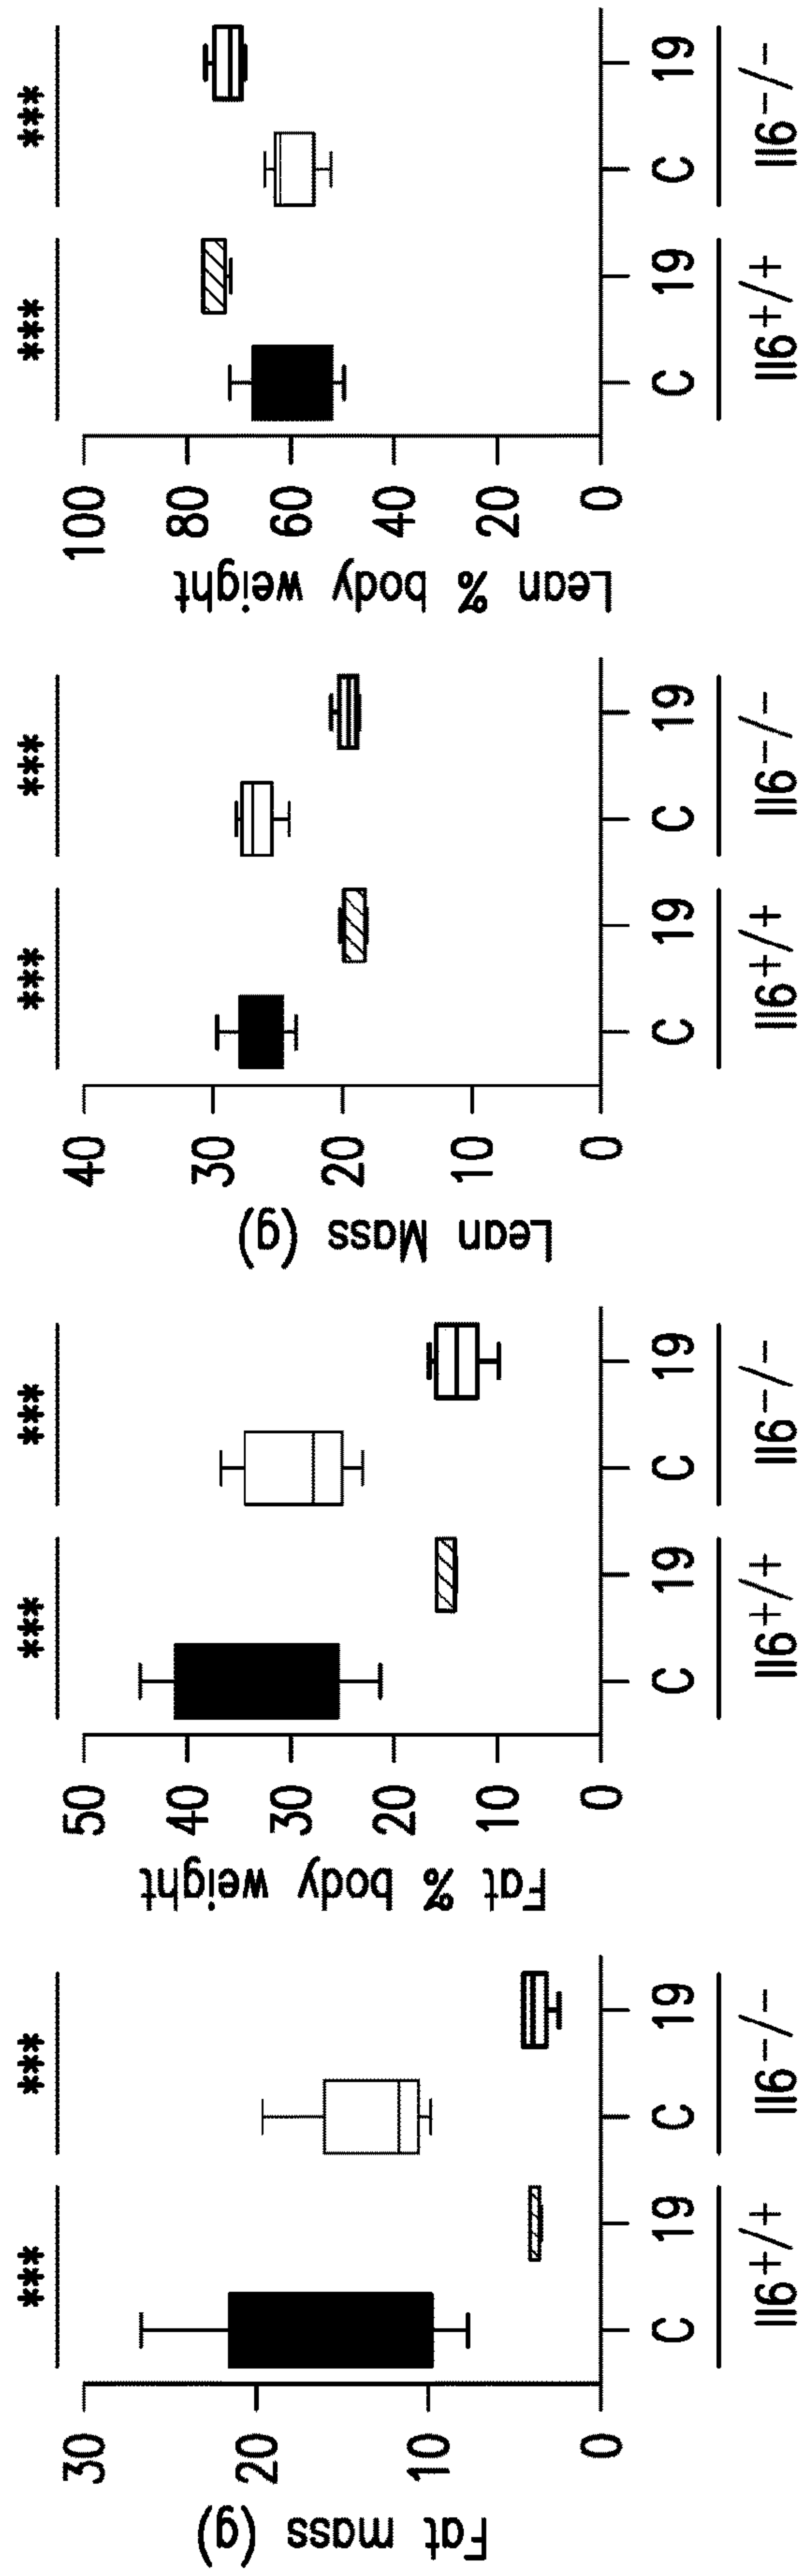 Fat mass (g)
30
20
10
0
***
***
C
19
C
19
Il6+/+
Il6−/−
Fat % body weight
50
40
30
20
10
0
***
***
C
19
C
19
Il6+/+
Il6−/−
Lean Mass (g)
40
30
20
10
0
***
***
C
19
C
19
Il6+/+
Il6−/−
Lean % body weight
100
80
60
40
20
0
***
***
C
19
C
19
Il6+/+
Il6−/−